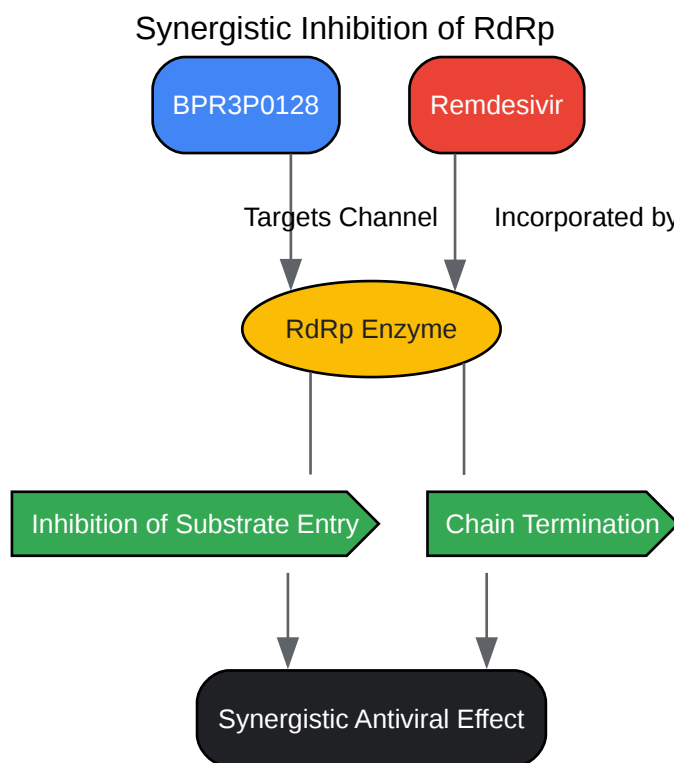 Synergistic Inhibition of RdRp
BPR3P0128
Remdesivir
Targets Channel
Incorporated by
RdRp Enzyme
Inhibition of Substrate Entry
Chain Termination
Synergistic Antiviral Effect